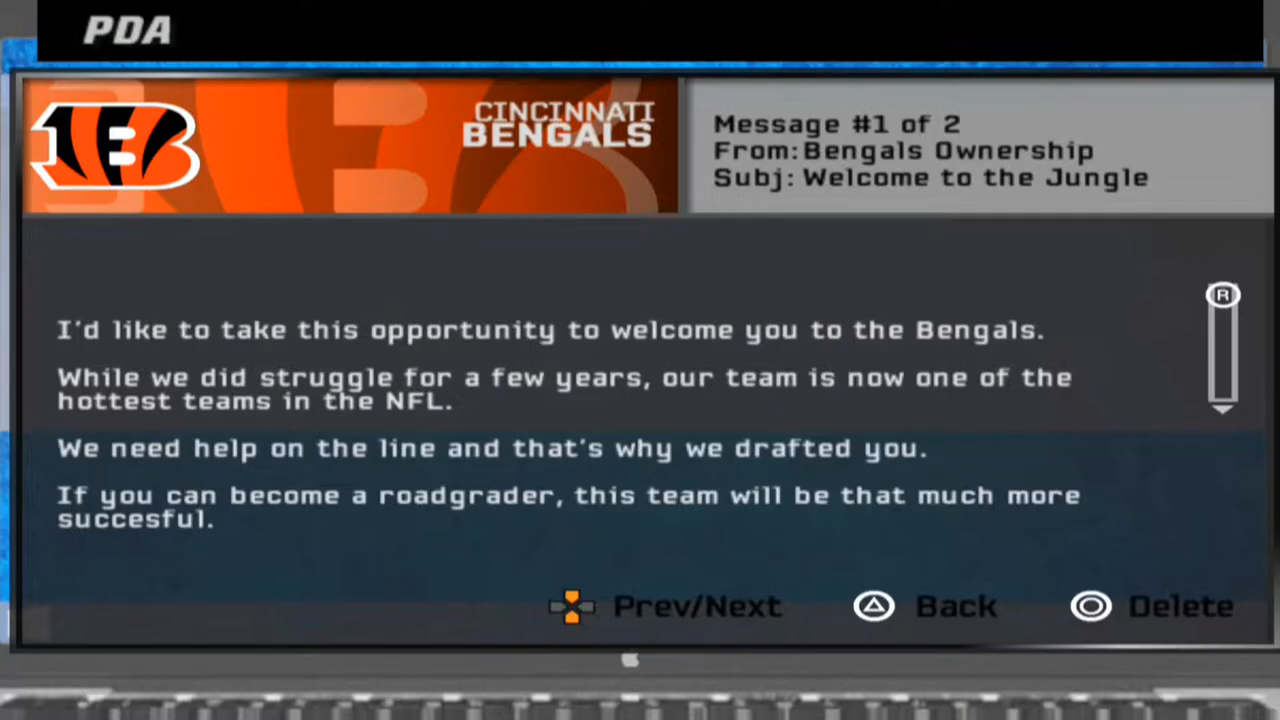 PDA
CINCINNATI
BENGALS
Message #1 of 2
From: Bengals Ownership
Subj: Welcome to the Jungle
I'd like to take this opportunity to welcome you to the Bengals.
While we did struggle for a few years, our team is now one of the
hottest teams in the NFL.
We need help on the line and that's why we drafted you.
If you can become a roadgrader, this team will be that much more
succesful.
R
Prev/Next
Back
Delete